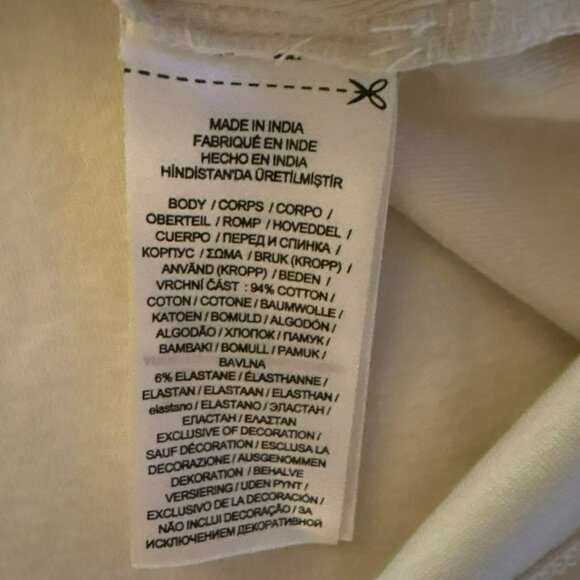 MADE IN INDIA
FABRIQUÉ EN INDE
HECHO EN INDIA
HİNDİSTAN'DA ÜRETİLMİŞTİR
BODY / CORPS / CORPO /
OBERTEIL / ROMP / HOVEDDEL /
CUERPO / ПЕРЕД И СПИНКА /
КОРПУС / ΣΩΜΑ / BRUK (KROPP) /
ANVÄND (KROPP) / BEDEN /
VRCHNÍ ČÁST : 94% COTTON /
COTON / COTONE / BAUMWOLLE /
KATOEN / BOMULD / ALGODÓN /
ALGODÃO / ХЛОПОК / ПАМУК /
BAMBAKI / BOMULL / PAMUK /
BAVLNA
6% ELASTANE / ÉLASTHANNE /
ELASTAN / ELASTAAN / ELASTHAN /
elastano / ELASTANO / ЭЛАСТАН /
ЕЛАСТАН / ΕΛΑΣΤΑΝ
EXCLUSIVE OF DECORATION /
SAUF DÉCORATION / ESCLUSA LA
DECORAZIONE / AUSGENOMMEN
DEKORATION / BEHALVE
VERSIERING / UDEN PYNT /
EXCLUSIVO DE LA DECORACIÓN /
NÃO INCLUI DECORAÇÃO / ЗА
ИСКЛЮЧЕНИЕМ ДЕКОРАТИВНОЙ